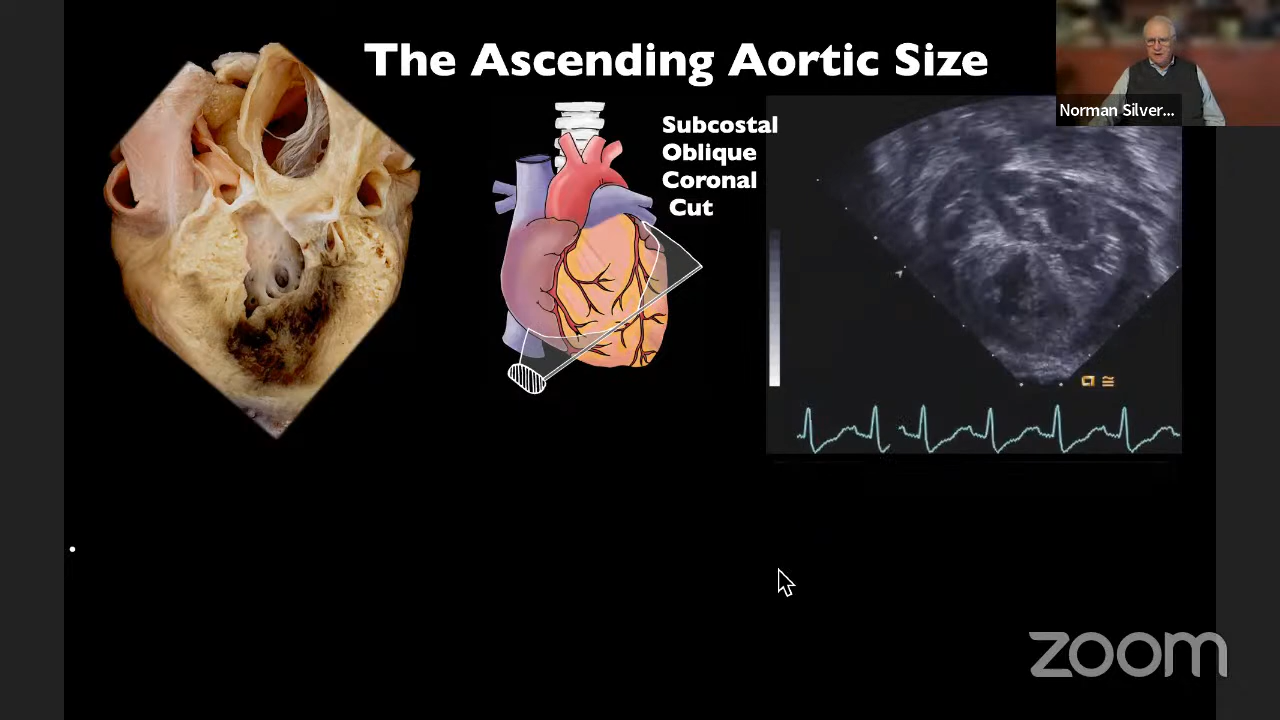 The Ascending Aortic Size
Norman Silver...
Subcostal
Oblique
Coronal
Cut
zoom